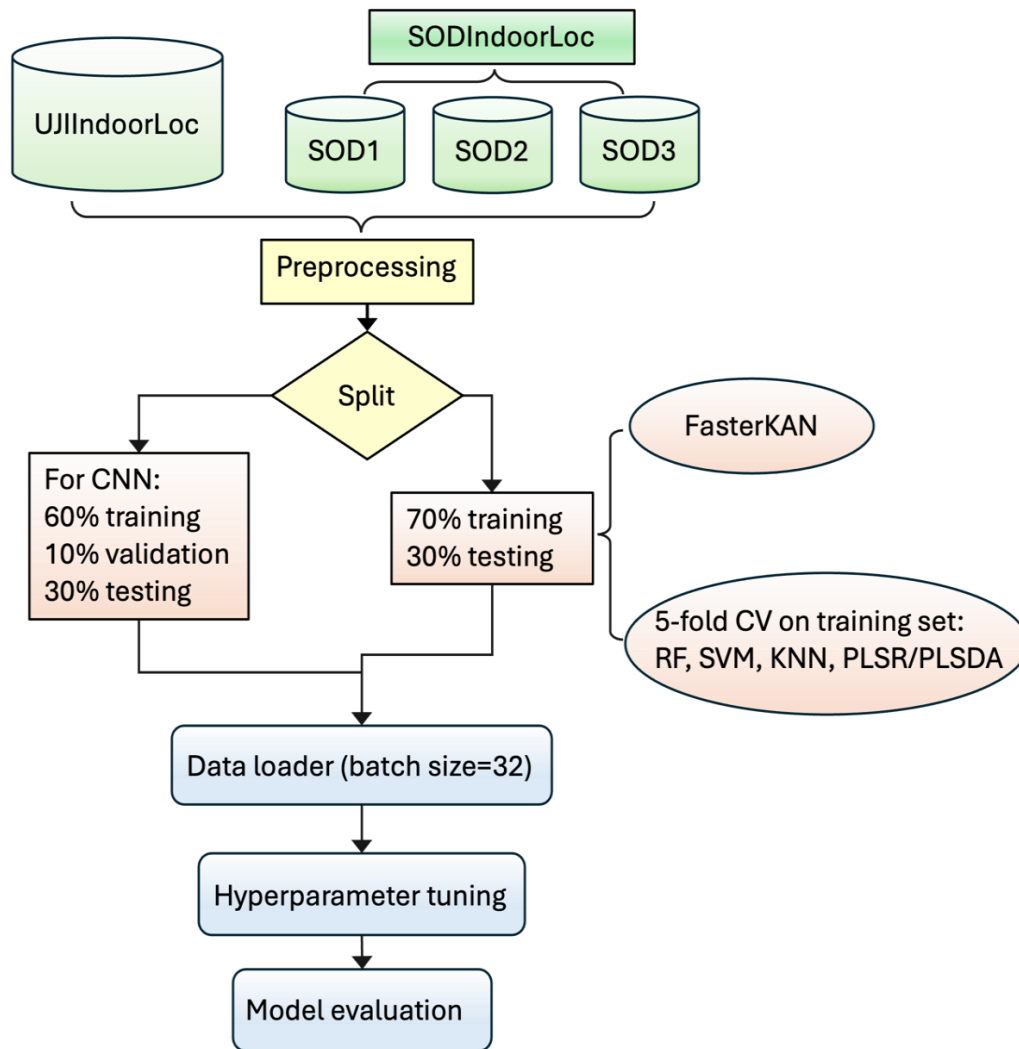 SODIndoorLoc
UJIIndoorLoc
SOD1
SOD2
SOD3
Preprocessing
Split
For CNN:
60% training
10% validation
30% testing
70% training
30% testing
FasterKAN
5-fold CV on training set:
RF, SVM, KNN, PLSR/PLSDA
Data loader (batch size=32)
Hyperparameter tuning
Model evaluation